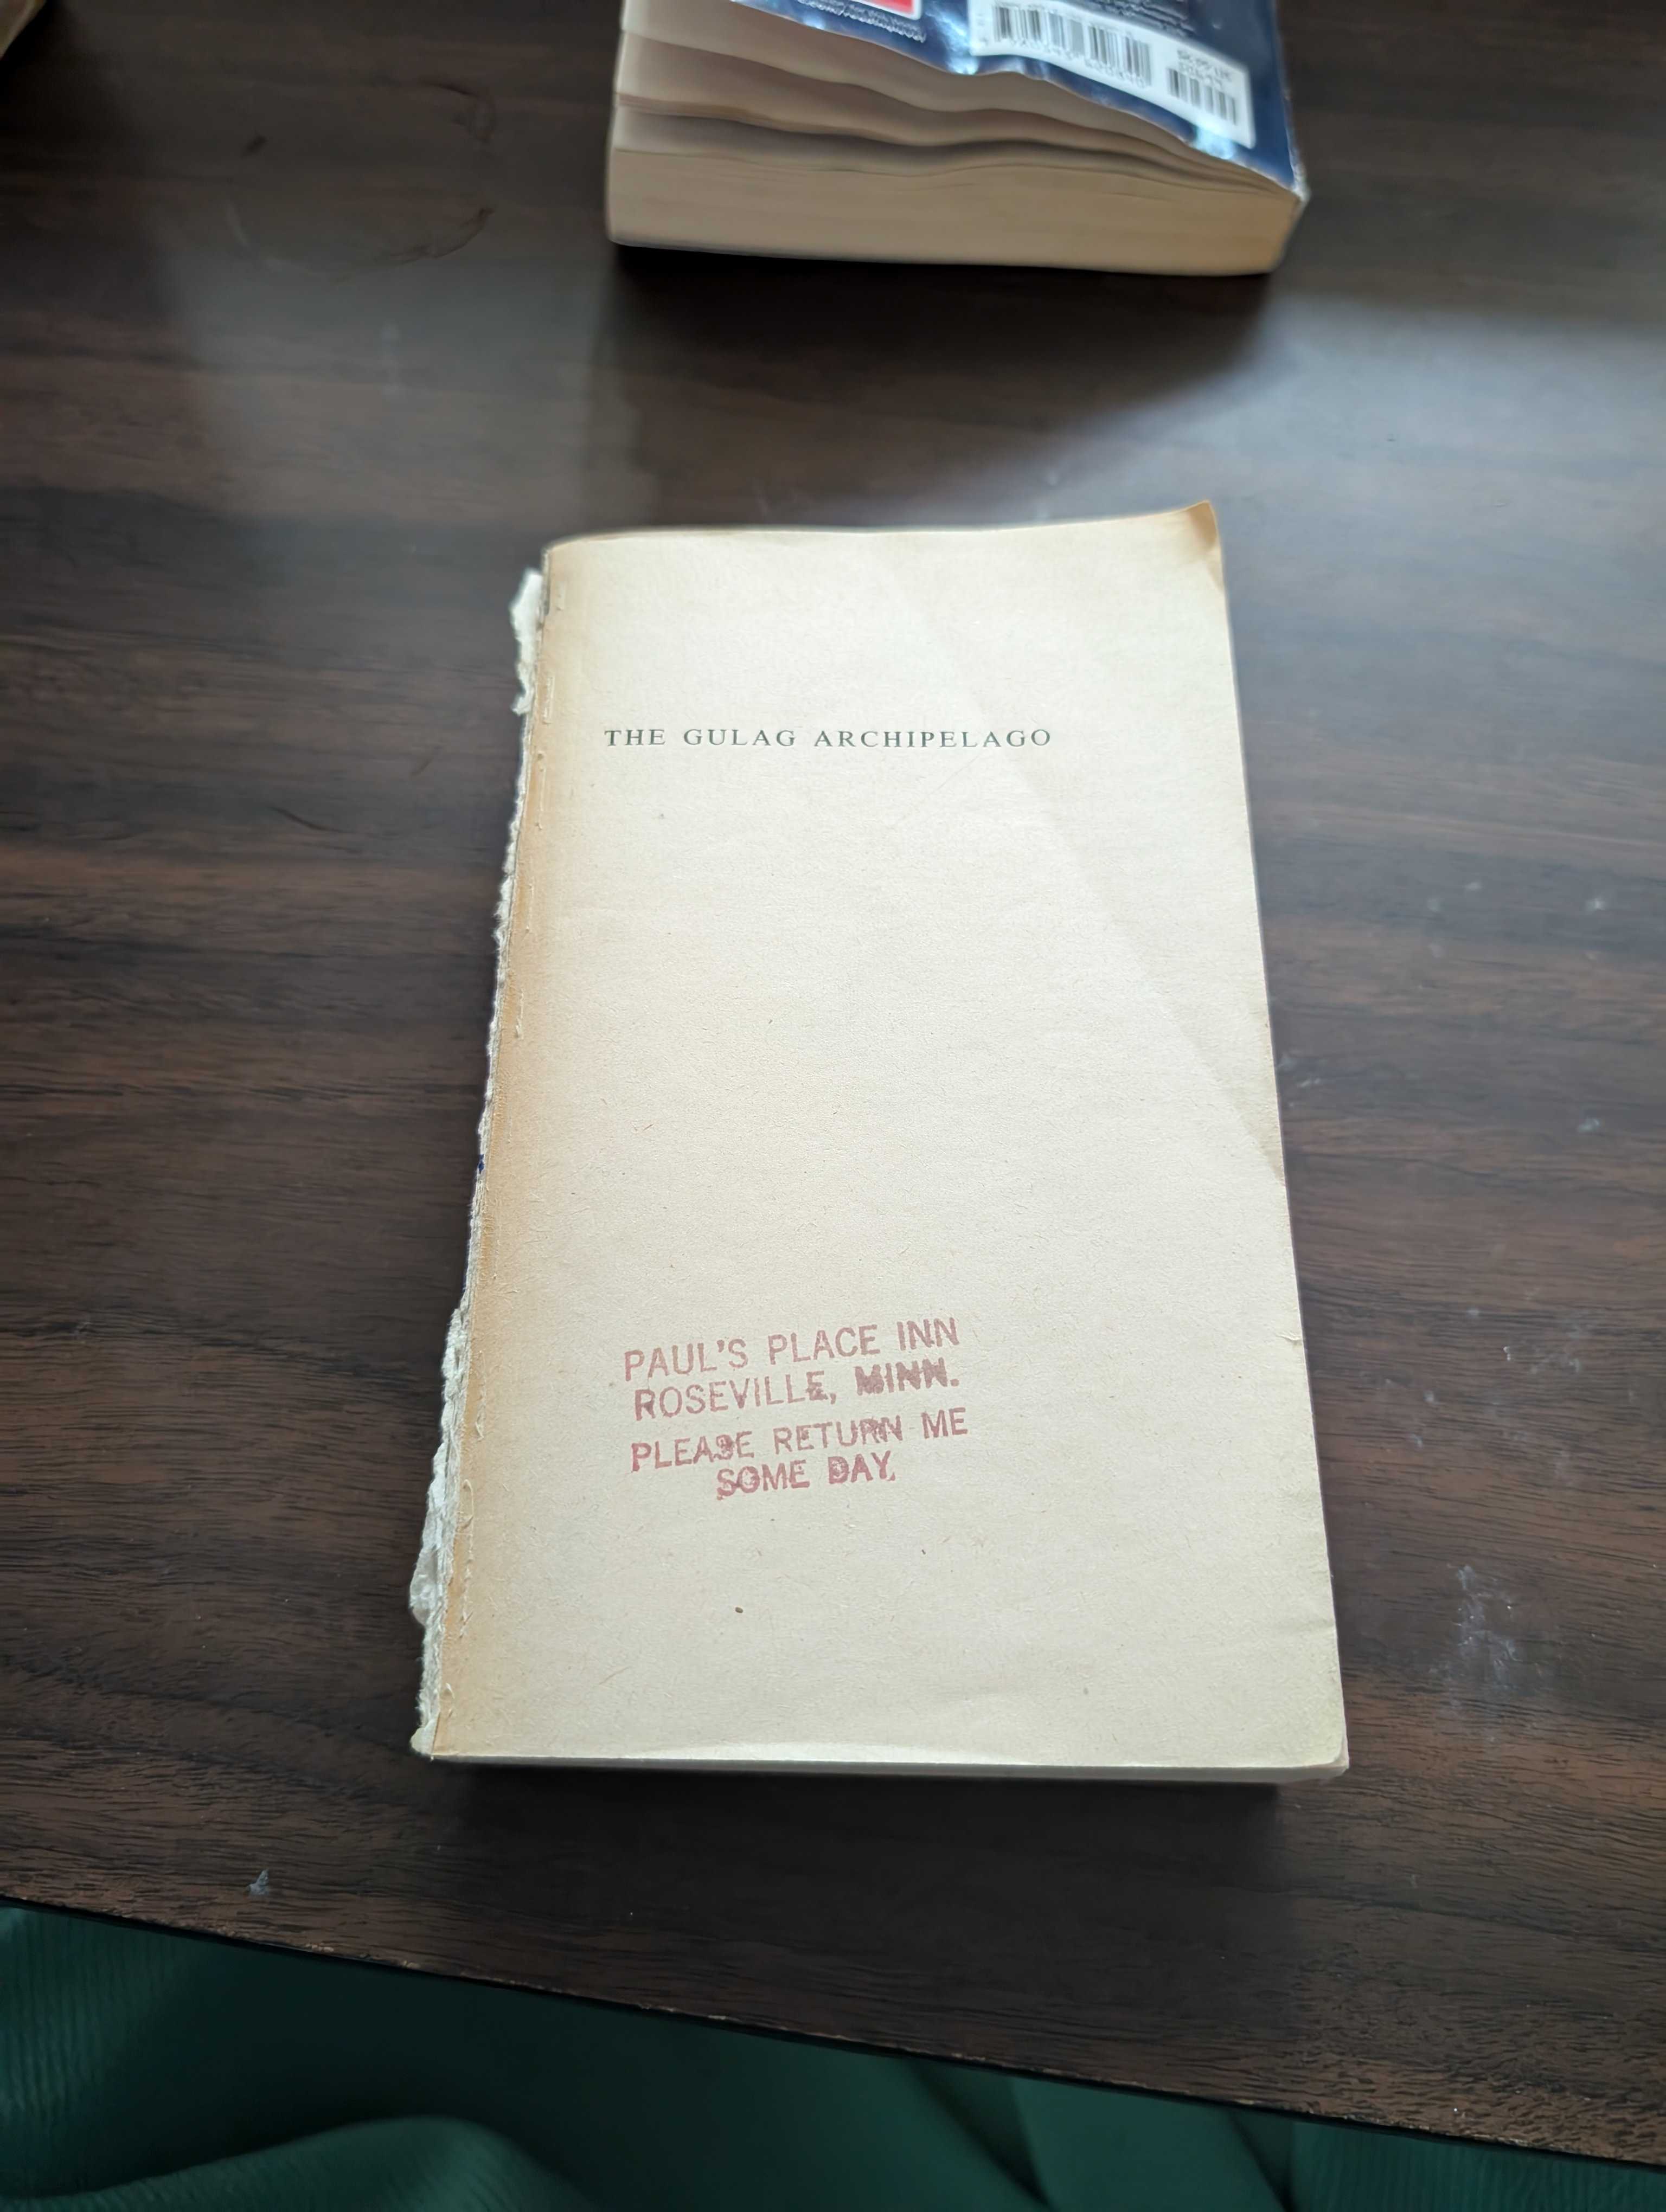 THE GULAG ARCHIPELAGO
PAUL'S PLACE INN
ROSEVILLE, MINN.
PLEASE RETURN ME
SOME DAY.